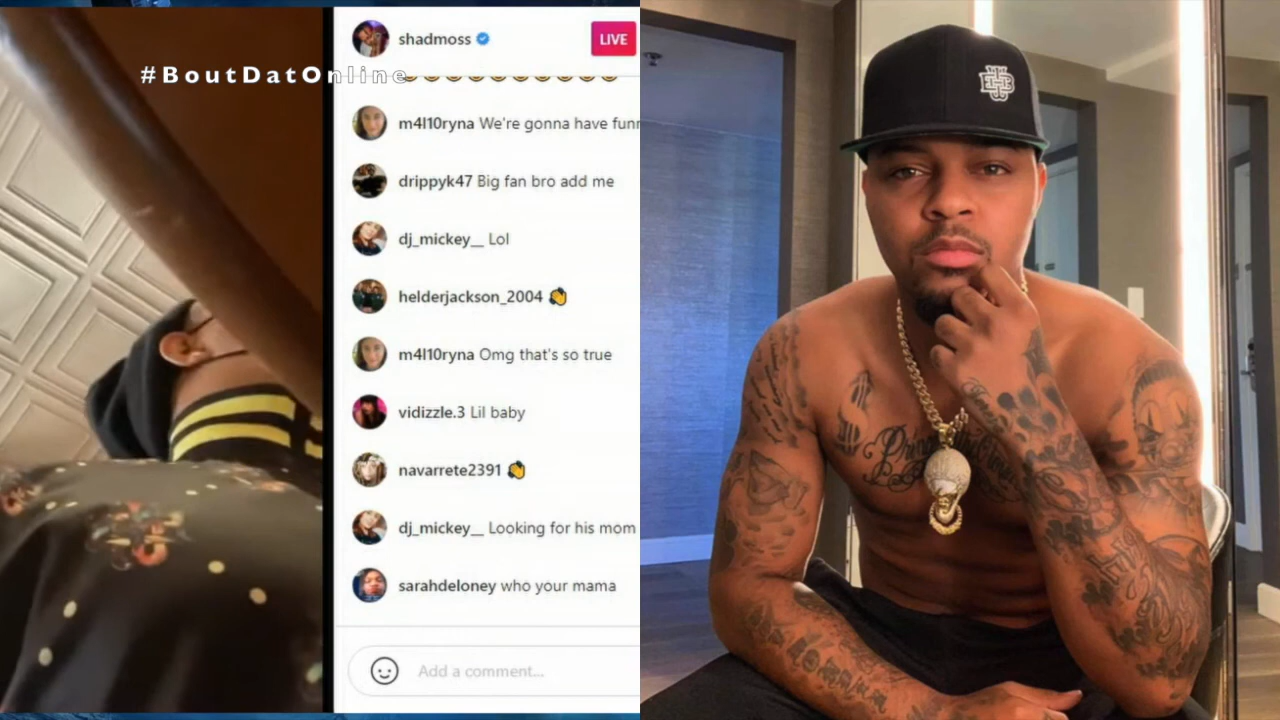 shadmoss
LIVE
#BoutDatOnline
m4l10ryna We're gonna have funn
drippyk47 Big fan bro add me
dj_mickey__ Lol
helderjackson_2004 👏
m4l10ryna Omg that's so true
vidizzle.3 Lil baby
navarrete2391 👏
dj_mickey__ Looking for his mom
sarahdeloney who your mama
Add a comment...